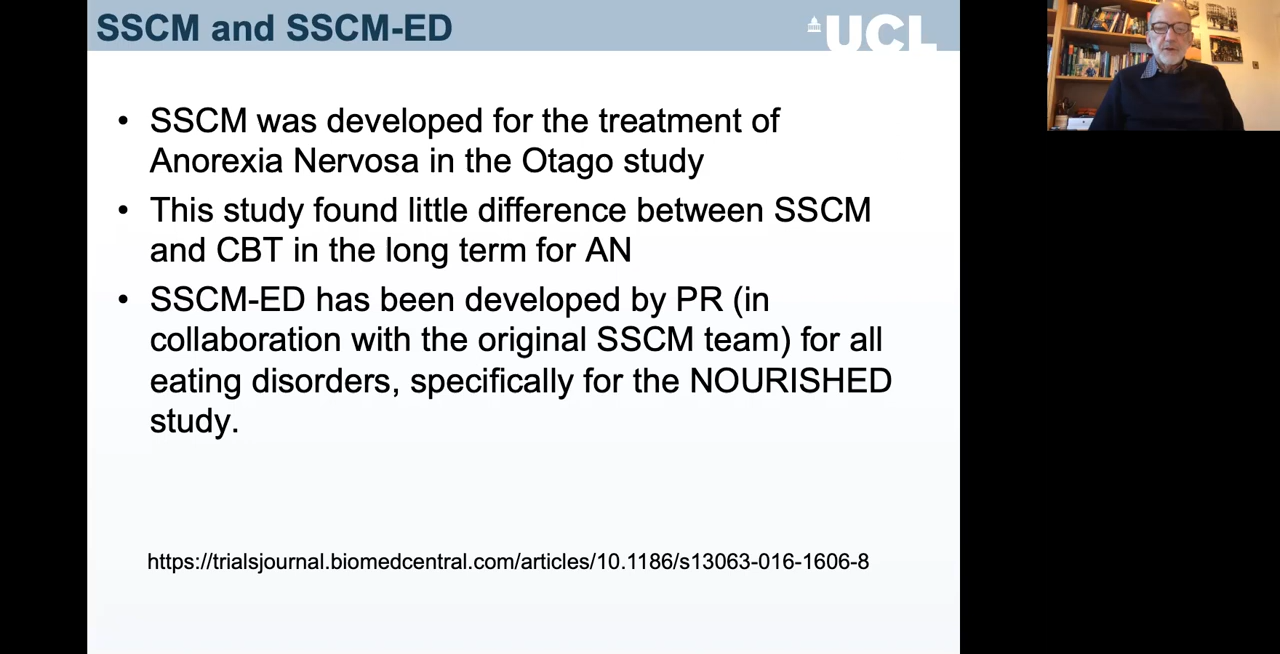 SSCM and SSCM-ED
UCL
• SSCM was developed for the treatment of
Anorexia Nervosa in the Otago study
• This study found little difference between SSCM
and CBT in the long term for AN
• SSCM-ED has been developed by PR (in
collaboration with the original SSCM team) for all
eating disorders, specifically for the NOURISHED
study.
https://trialsjournal.biomedcentral.com/articles/10.1186/s13063-016-1606-8